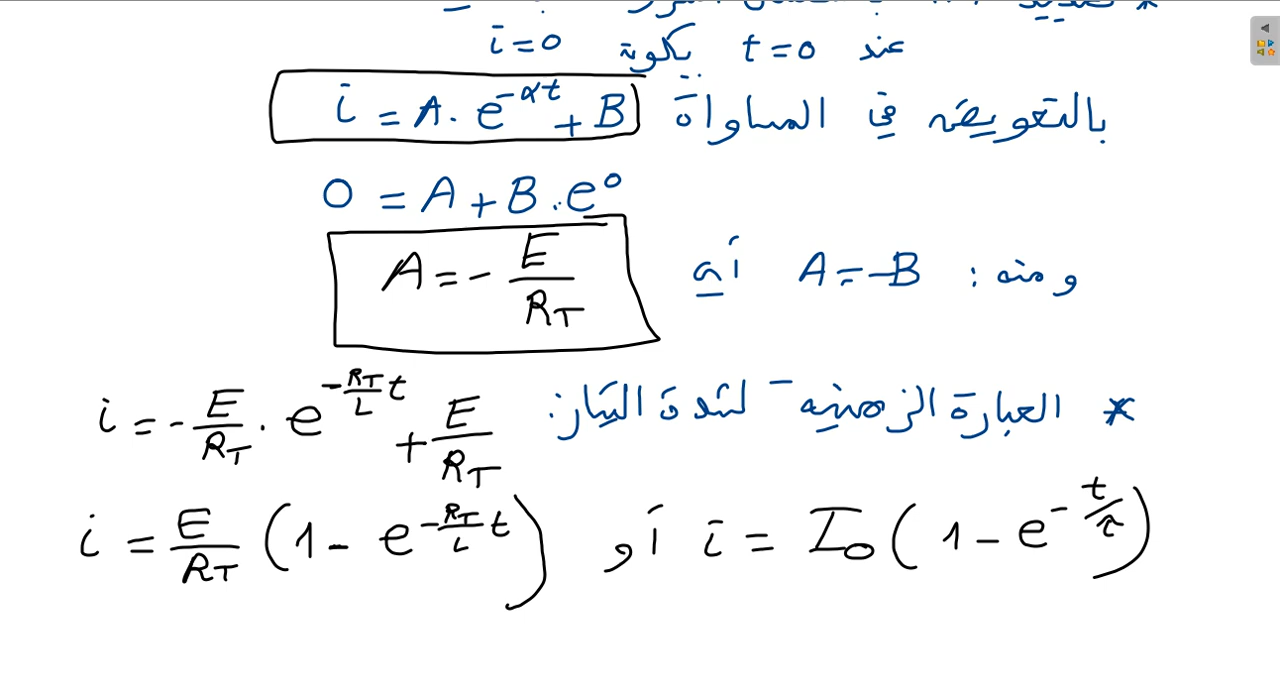 عند t = 0 يكون i = 0
بالتعويض في المساواة i = A . e^{-αt} + B
0 = A + B . e^0
ومنه : A = -B أي A = - E/R_T
* العبارة الزمنية لشدة التيار: i = - E/R_T . e^{-R_T/L t} + E/R_T
i = E/R_T (1 - e^{-R_T/L t}) أو i = I_0 (1 - e^{-t/τ})